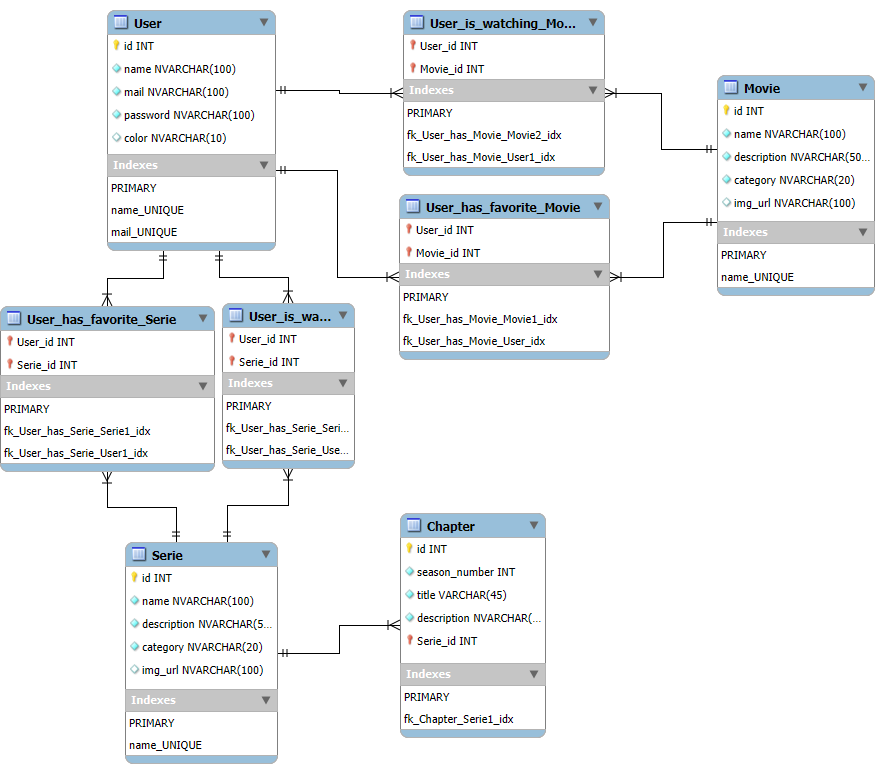 User
id INT
name NVARCHAR(100)
mail NVARCHAR(100)
password NVARCHAR(100)
color NVARCHAR(10)
Indexes
PRIMARY
name_UNIQUE
mail_UNIQUE
User_is_watching_Mo...
User_id INT
Movie_id INT
Indexes
PRIMARY
fk_User_has_Movie_Movie2_idx
fk_User_has_Movie_User1_idx
Movie
id INT
name NVARCHAR(100)
description NVARCHAR(50...
category NVARCHAR(20)
img_url NVARCHAR(100)
Indexes
PRIMARY
name_UNIQUE
User_has_favorite_Movie
User_id INT
Movie_id INT
Indexes
PRIMARY
fk_User_has_Movie_Movie1_idx
fk_User_has_Movie_User_idx
User_has_favorite_Serie
User_id INT
Serie_id INT
Indexes
PRIMARY
fk_User_has_Serie_Serie1_idx
fk_User_has_Serie_User1_idx
User_is_wa...
User_id INT
Serie_id INT
Indexes
PRIMARY
fk_User_has_Serie_Seri...
fk_User_has_Serie_Use...
Serie
id INT
name NVARCHAR(100)
description NVARCHAR(5...
category NVARCHAR(20)
img_url NVARCHAR(100)
Indexes
PRIMARY
name_UNIQUE
Chapter
id INT
season_number INT
title VARCHAR(45)
description NVARCHAR(...
Serie_id INT
Indexes
PRIMARY
fk_Chapter_Serie1_idx